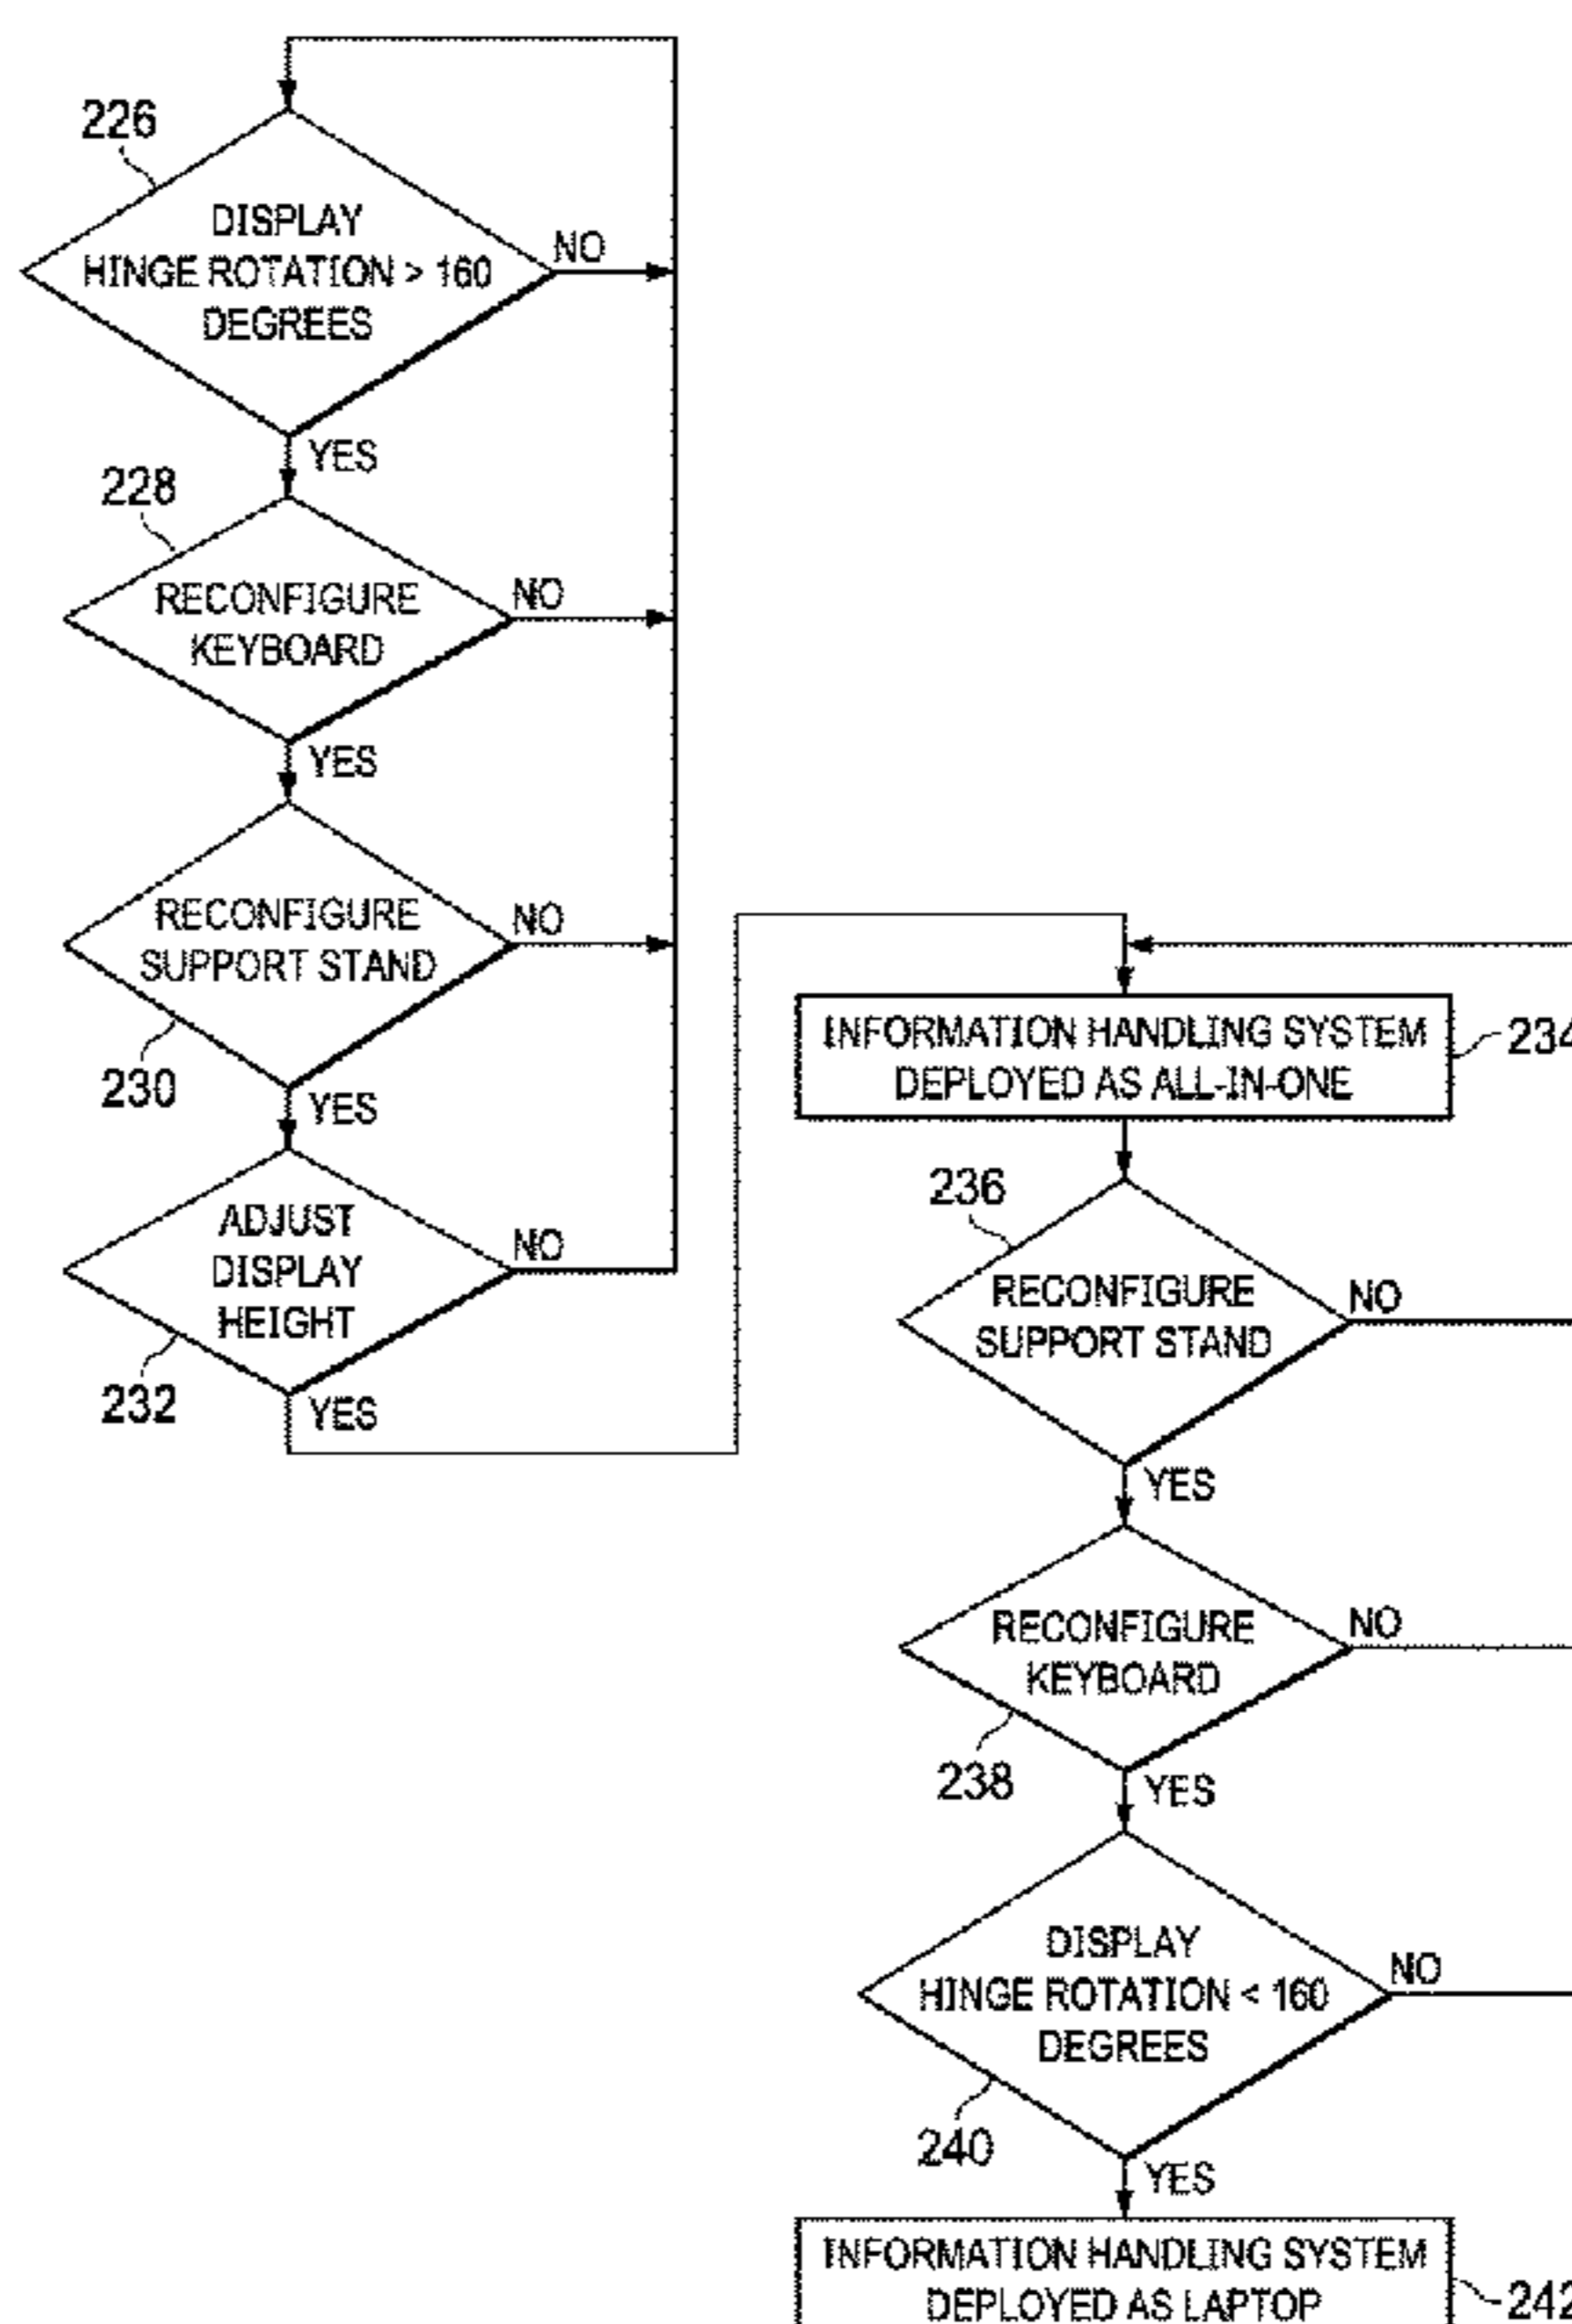 226
DISPLAY
HINGE ROTATION > 160
DEGREES
NO
YES
228
RECONFIGURE
KEYBOARD
NO
YES
RECONFIGURE
SUPPORT STAND
NO
230
YES
ADJUST
DISPLAY
HEIGHT
NO
232
YES
INFORMATION HANDLING SYSTEM
DEPLOYED AS ALL-IN-ONE
234
236
RECONFIGURE
SUPPORT STAND
NO
YES
RECONFIGURE
KEYBOARD
NO
238
YES
DISPLAY
HINGE ROTATION < 160
DEGREES
NO
240
YES
INFORMATION HANDLING SYSTEM
DEPLOYED AS LAPTOP
242